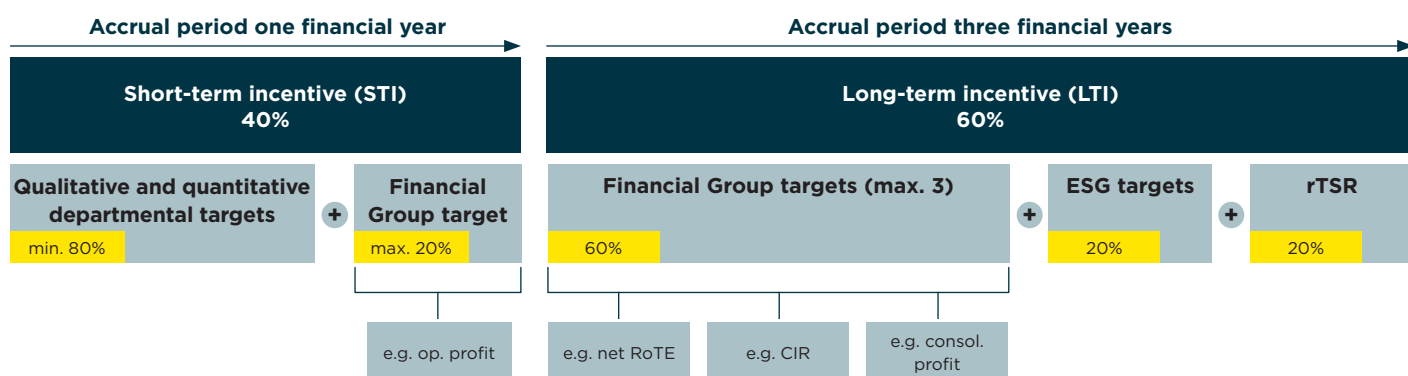 Accrual period one financial year
Accrual period three financial years
Short-term incentive (STI)
40%
Long-term incentive (LTI)
60%
Qualitative and quantitative
departmental targets
min. 80%
+
Financial
Group target
max. 20%
Financial Group targets (max. 3)
60%
+
ESG targets
20%
+
rTSR
20%
e.g. op. profit
e.g. net RoTE
e.g. CIR
e.g. consol.
profit